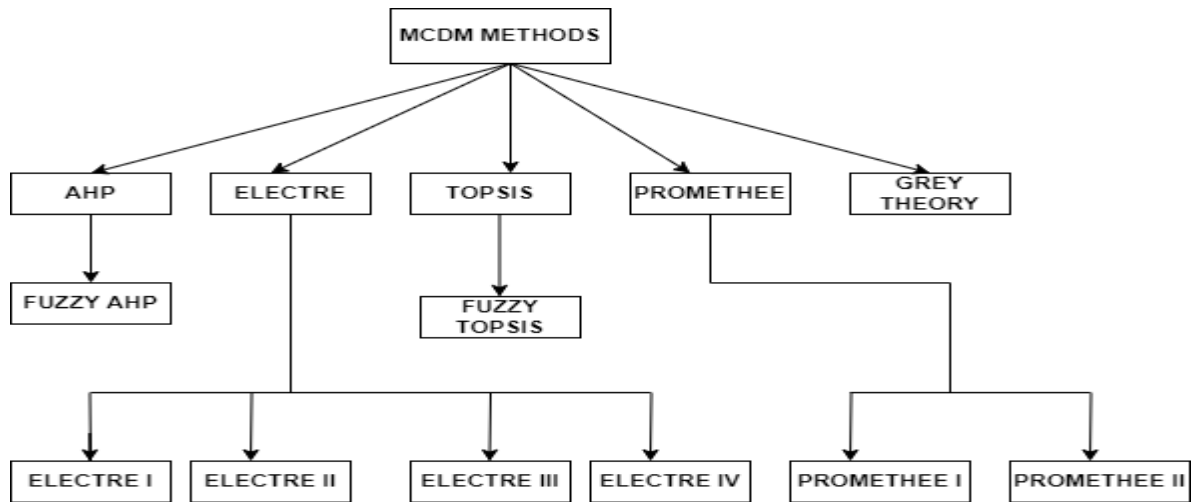 MCDM METHODS
AHP
ELECTRE
TOPSIS
PROMETHEE
GREY
THEORY
FUZZY AHP
FUZZY
TOPSIS
ELECTRE I
ELECTRE II
ELECTRE III
ELECTRE IV
PROMETHEE I
PROMETHEE II